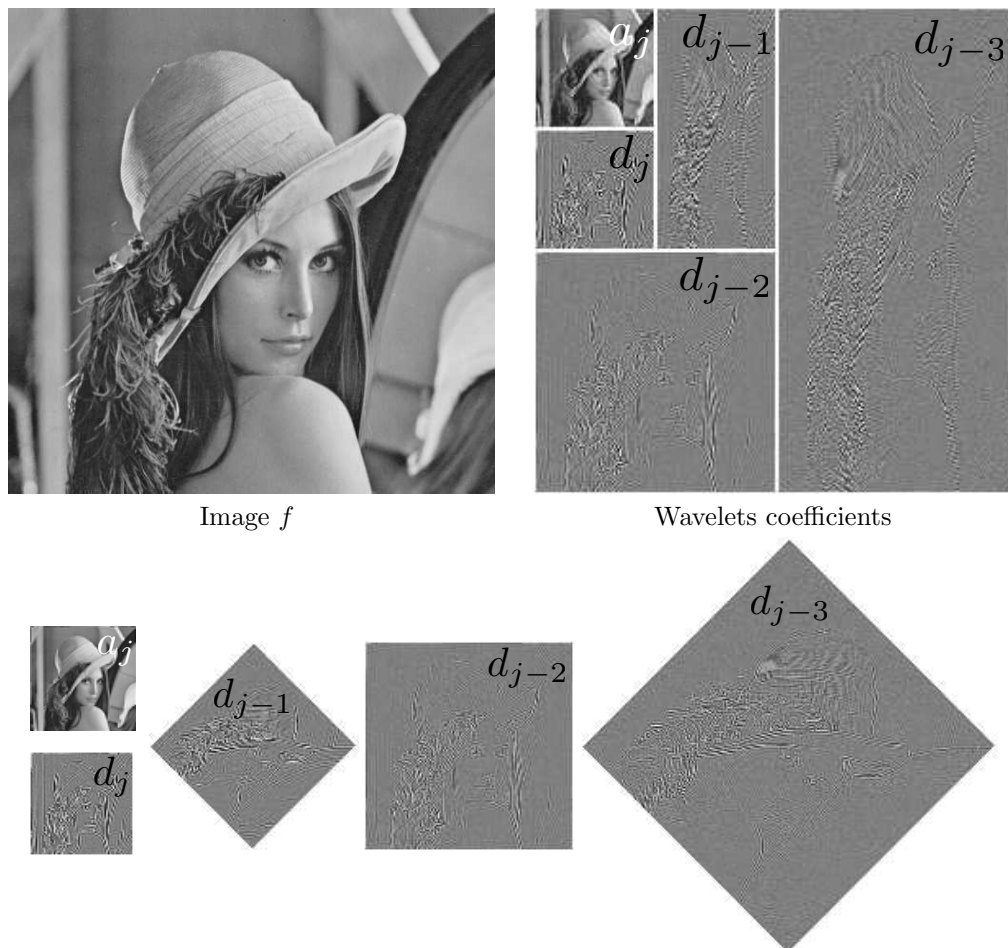 a_j
d_{j−1}
d_{j−3}
d_j
d_{j−2}
Image f
Wavelets coefficients
d_{j−3}
a_j
d_{j−2}
d_{j−1}
d_j